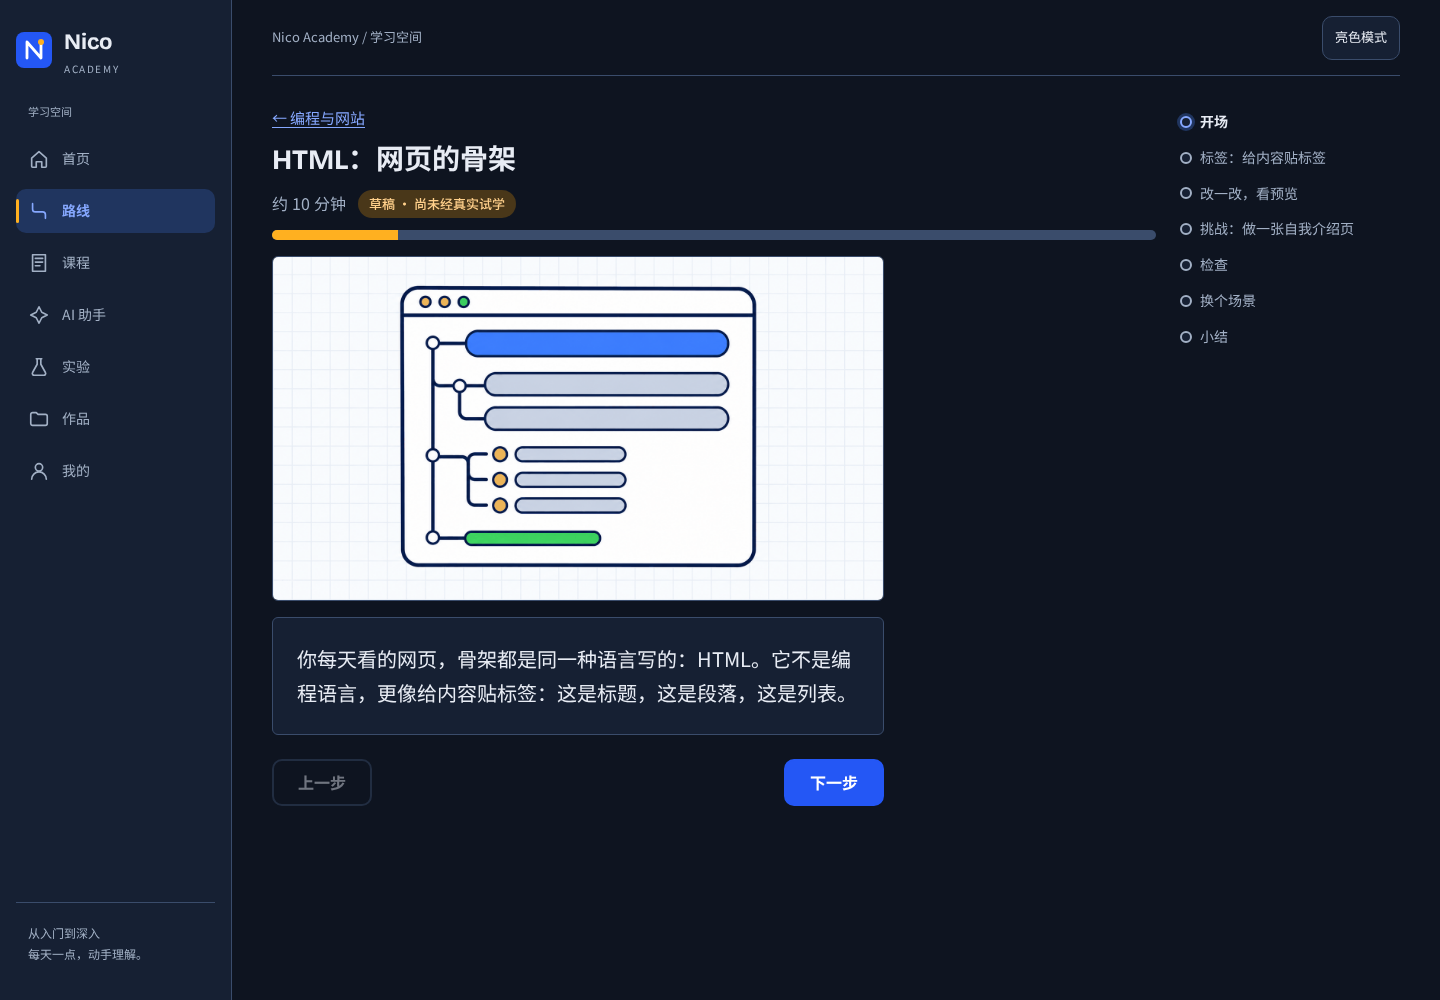 Nico
ACADEMY
学习空间
首页
路线
课程
AI 助手
实验
作品
我的
从入门到深入
每天一点，动手理解。
Nico Academy / 学习空间
亮色模式
← 编程与网站
HTML：网页的骨架
约 10 分钟
草稿 · 尚未经真实试学
你每天看的网页，骨架都是同一种语言写的：HTML。它不是编
程语言，更像给内容贴标签：这是标题，这是段落，这是列表。
上一步
下一步
开场
标签：给内容贴标签
改一改，看预览
挑战：做一张自我介绍页
检查
换个场景
小结